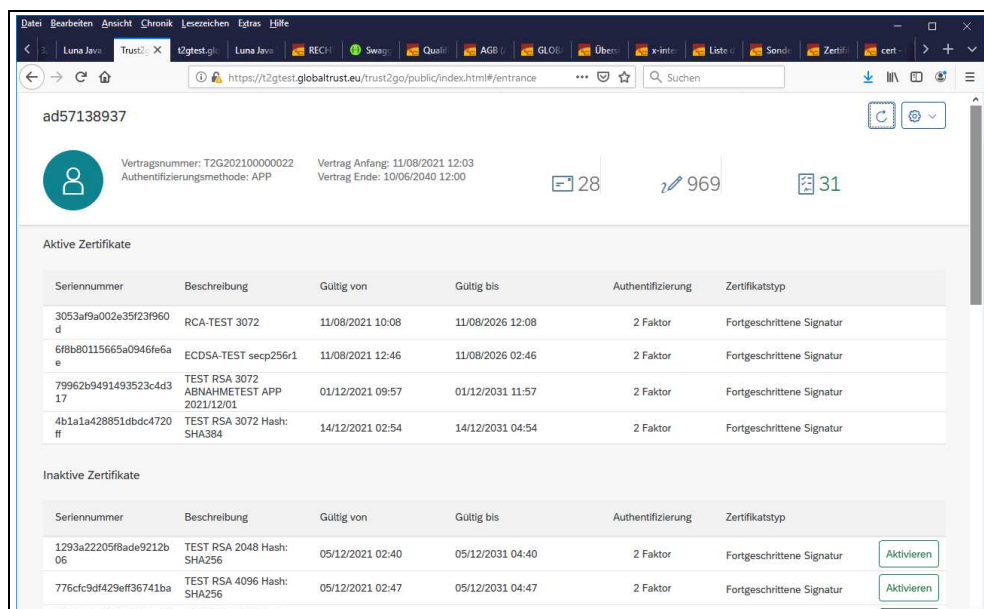 Datei Bearbeiten Ansicht Chronik Lesezeichen Extras Hilfe
Luna Java Trust2 t2gtest.gl Luna Java RECH Swag Quali AGB ( GLOB Übers x-inte Liste Sonde Zertifi cert -
https://t2gtest.globaltrust.eu/trust2go/public/index.html#/entrance Suchen
ad57138937
Vertragsnummer: T2G202100000022
Authentifizierungsmethode: APP
Vertrag Anfang: 11/08/2021 12:03
Vertrag Ende: 10/06/2040 12:00
28 969 31
Aktive Zertifikate
Seriennummer Beschreibung Gültig von Gültig bis Authentifizierung Zertifikatstyp
3053af9a002e35f23f960
d
RCA-TEST 3072 11/08/2021 10:08 11/08/2026 12:08 2 Faktor Fortgeschrittene Signatur
6f8b80115665a0946fe6a
e
ECDSA-TEST secp256r1 11/08/2021 12:46 11/08/2026 02:46 2 Faktor Fortgeschrittene Signatur
79962b9491493523c4d3
17
TEST RSA 3072
ABNAHMETEST APP
2021/12/01
01/12/2021 09:57 01/12/2031 11:57 2 Faktor Fortgeschrittene Signatur
4b1a1a428851dbdc4720
ff
TEST RSA 3072 Hash:
SHA384
14/12/2021 02:54 14/12/2031 04:54 2 Faktor Fortgeschrittene Signatur
Inaktive Zertifikate
Seriennummer Beschreibung Gültig von Gültig bis Authentifizierung Zertifikatstyp
1293a22205f8ade9212b
06
TEST RSA 2048 Hash:
SHA256
05/12/2021 02:40 05/12/2031 04:40 2 Faktor Fortgeschrittene Signatur Aktivieren
776cfc9df429eff36741ba
TEST RSA 4096 Hash:
SHA256
05/12/2021 02:47 05/12/2031 04:47 2 Faktor Fortgeschrittene Signatur Aktivieren